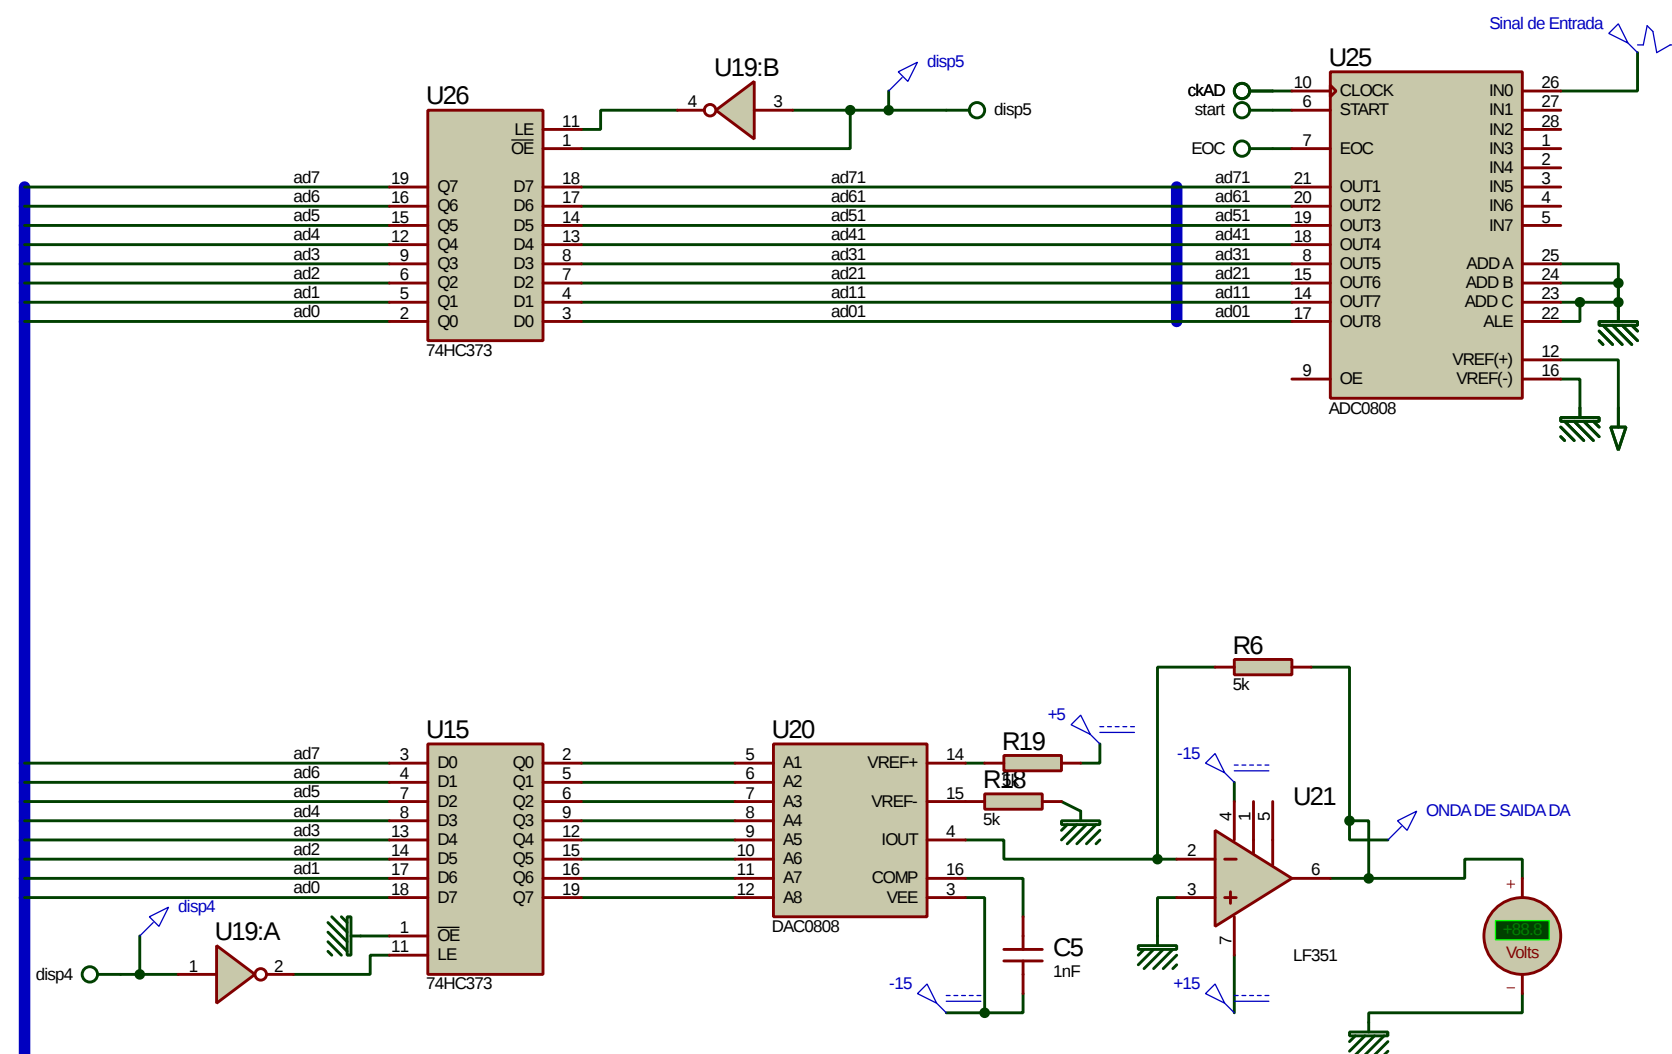 Sinal de Entrada
U19:B
disp5
U25
U26
4
3
disp5
ckAD
10
CLOCK
IN0
26
start
6
START
IN1
27
LE
11
IN2
28
OE
1
EOC
7
EOC
IN3
1
IN4
2
ad7
19
Q7
D7
18
ad71
ad71
21
OUT1
IN5
3
ad6
16
Q6
D6
17
ad61
ad61
20
OUT2
IN6
4
ad5
15
Q5
D5
14
ad51
ad51
19
OUT3
IN7
5
ad4
12
Q4
D4
13
ad41
ad41
18
OUT4
ad3
9
Q3
D3
8
ad31
ad31
8
OUT5
ADD A
25
ad2
6
Q2
D2
7
ad21
ad21
15
OUT6
ADD B
24
ad1
5
Q1
D1
4
ad11
ad11
14
OUT7
ADD C
23
ad0
2
Q0
D0
3
ad01
ad01
17
OUT8
ALE
22
74HC373
VREF(+)
12
9
OE
VREF(-)
16
ADC0808
R6
5k
U15
U20
+5
R19
-15
ad7
3
D0
Q0
2
5
A1
VREF+
14
ad6
4
D1
Q1
5
6
A2
R18
ad5
7
D2
Q2
6
7
A3
VREF-
15
5k
U21
ad4
8
D3
Q3
9
8
A4
4
1
5
ONDA DE SAIDA DA
ad3
13
D4
Q4
12
9
A5
IOUT
4
ad2
14
D5
Q5
15
10
A6
2
ad1
17
D6
Q6
16
11
A7
COMP
16
6
ad0
18
D7
Q7
19
12
A8
VEE
3
3
+
disp4
DAC0808
U19:A
1
OE
7
+88.8
11
LE
C5
LF351
Volts
disp4
1
2
1nF
74HC373
-15
+15
−